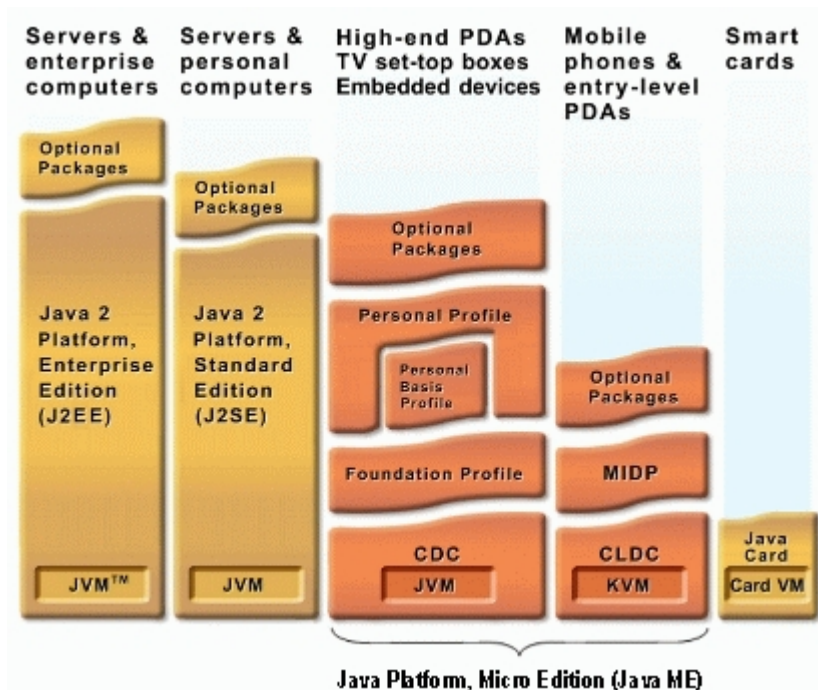 Servers &
enterprise
computers
Servers &
personal
computers
High-end PDAs
TV set-top boxes
Embedded devices
Mobile
phones &
entry-level
PDAs
Smart
cards
Optional
Packages
Java 2
Platform,
Enterprise
Edition
(J2EE)
JVM™
Optional
Packages
Java 2
Platform,
Standard
Edition
(J2SE)
JVM
Optional
Packages
Personal Profile
Personal
Basis
Profile
Foundation Profile
CDC
JVM
Optional
Packages
MIDP
CLDC
KVM
Java
Card
Card VM
Java Platform, Micro Edition (Java ME)